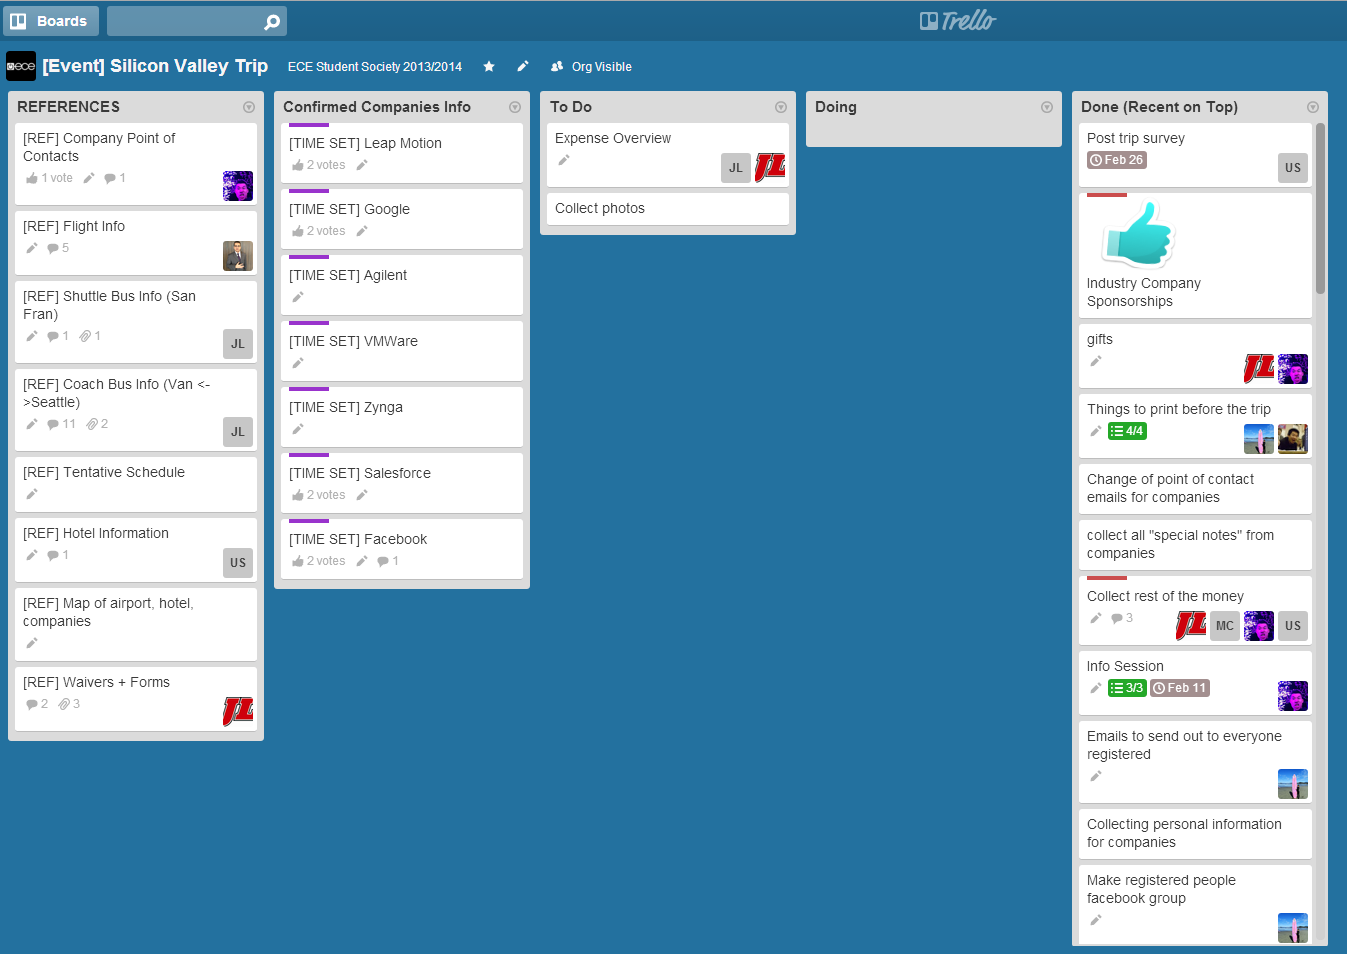 Boards
Trello
ece
[Event] Silicon Valley Trip
ECE Student Society 2013/2014
Org Visible
REFERENCES
[REF] Company Point of
Contacts
1 vote
1
[REF] Flight Info
5
[REF] Shuttle Bus Info (San
Fran)
1
1
JL
[REF] Coach Bus Info (Van <-
>Seattle)
11
2
JL
[REF] Tentative Schedule
[REF] Hotel Information
1
US
[REF] Map of airport, hotel,
companies
[REF] Waivers + Forms
2
3
JL
Confirmed Companies Info
[TIME SET] Leap Motion
2 votes
[TIME SET] Google
2 votes
[TIME SET] Agilent
[TIME SET] VMWare
[TIME SET] Zynga
[TIME SET] Salesforce
2 votes
[TIME SET] Facebook
2 votes
1
To Do
Expense Overview
JL
JL
Collect photos
Doing
Done (Recent on Top)
Post trip survey
Feb 26
US
Industry Company
Sponsorships
gifts
JL
Things to print before the trip
4/4
Change of point of contact
emails for companies
collect all "special notes" from
companies
Collect rest of the money
3
JL
MC
US
Info Session
3/3
Feb 11
Emails to send out to everyone
registered
Collecting personal information
for companies
Make registered people
facebook group